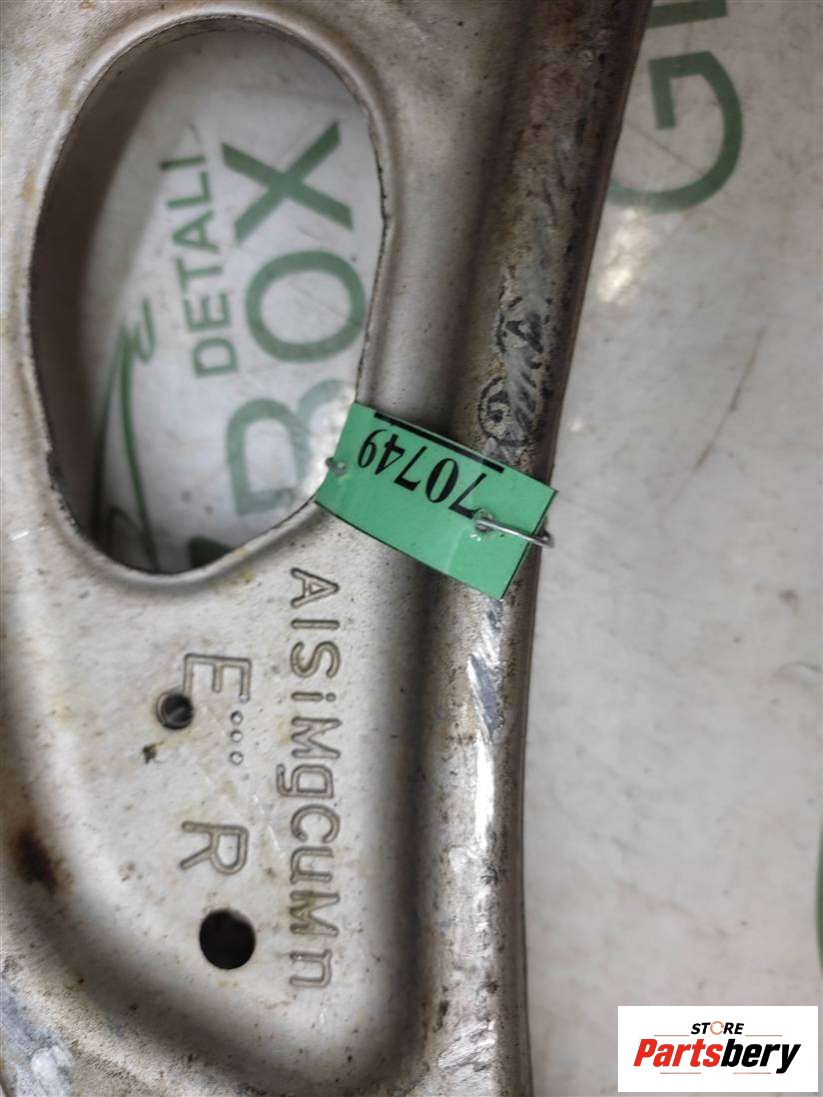 DETALI
BOX
G
70749
AlSiMgCuMn
E....
R
STORE
Partsbery